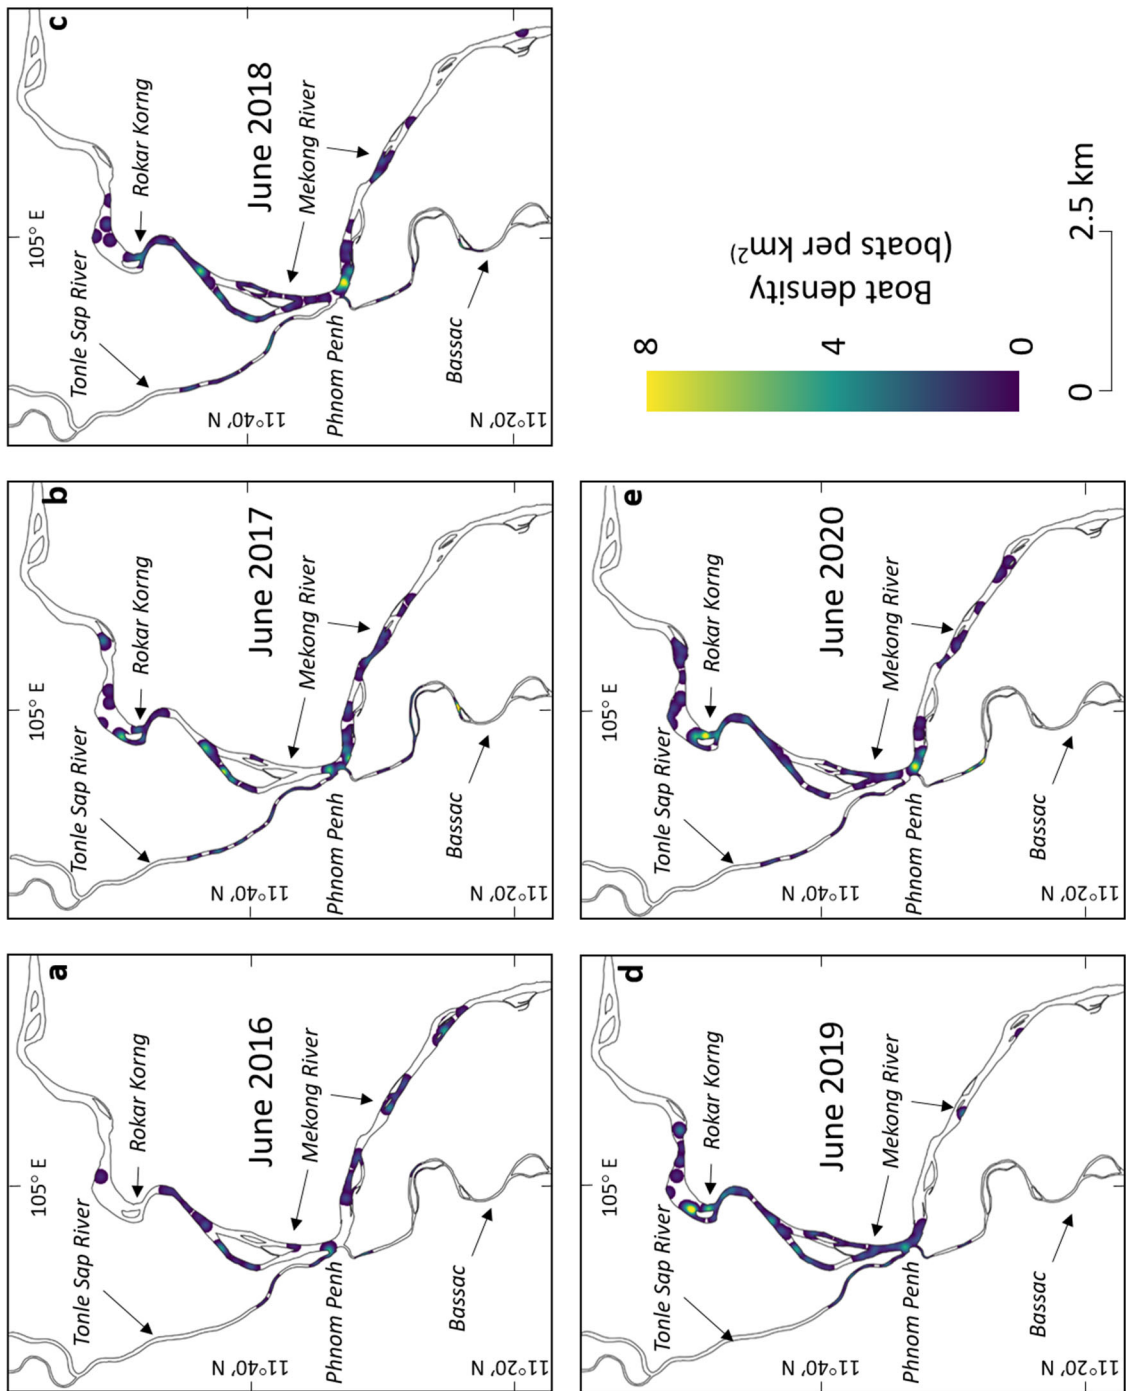 a
105° E
Tonle Sap River
Rokar Korng
June 2016
11°40′ N
Mekong River
Phnom Penh
Bassac
11°20′ N
b
105° E
Tonle Sap River
Rokar Korng
June 2017
11°40′ N
Mekong River
Phnom Penh
Bassac
11°20′ N
c
105° E
Tonle Sap River
Rokar Korng
June 2018
11°40′ N
Mekong River
Phnom Penh
Bassac
11°20′ N
d
105° E
Tonle Sap River
Rokar Korng
June 2019
11°40′ N
Mekong River
Phnom Penh
Bassac
11°20′ N
e
105° E
Tonle Sap River
Rokar Korng
June 2020
11°40′ N
Mekong River
Phnom Penh
Bassac
11°20′ N
8
4
0
Boat density
(boats per km²)
0
2.5 km